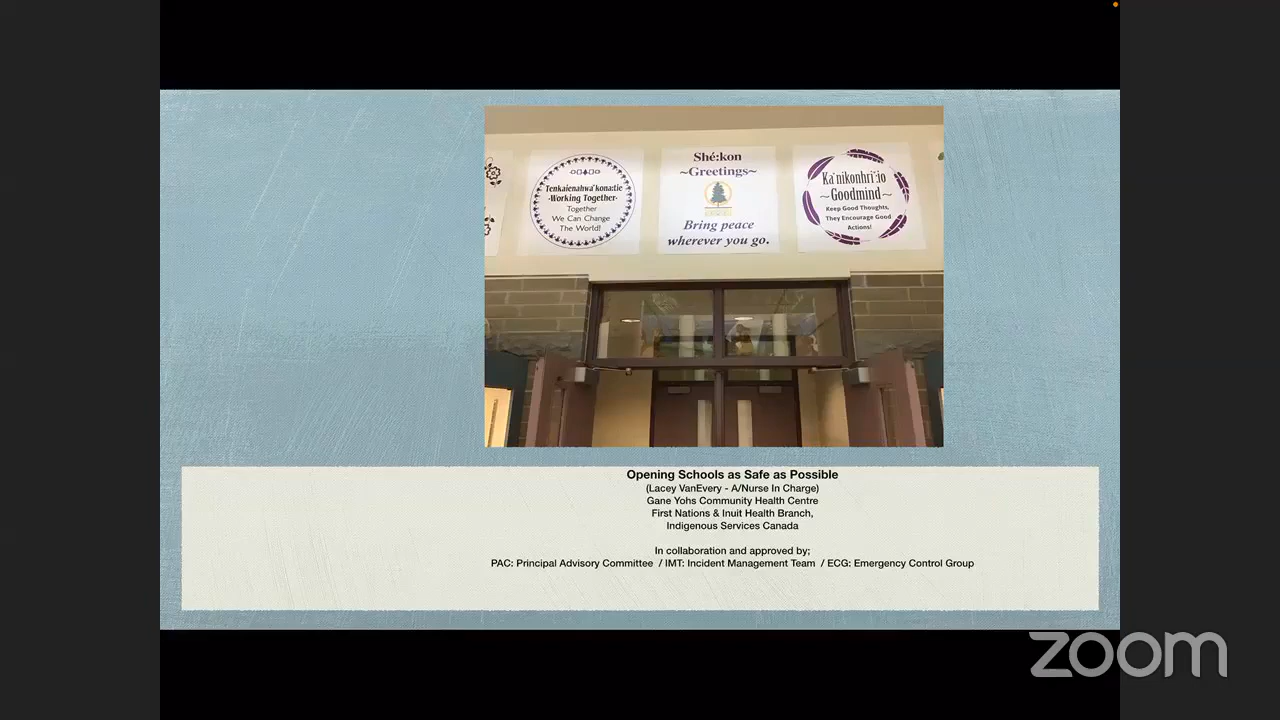 Tenkaienahwa'kona:tie
-Working Together-
Together
We Can Change
The World!
Shé:kon
~Greetings~
Bring peace
wherever you go.
Ka'nikonhri:io
~Goodmind~
Keep Good Thoughts,
They Encourage Good
Actions!
Opening Schools as Safe as Possible
(Lacey VanEvery - A/Nurse In Charge)
Gane Yohs Community Health Centre
First Nations & Inuit Health Branch,
Indigenous Services Canada
In collaboration and approved by;
PAC: Principal Advisory Committee / IMT: Incident Management Team / ECG: Emergency Control Group
zoom